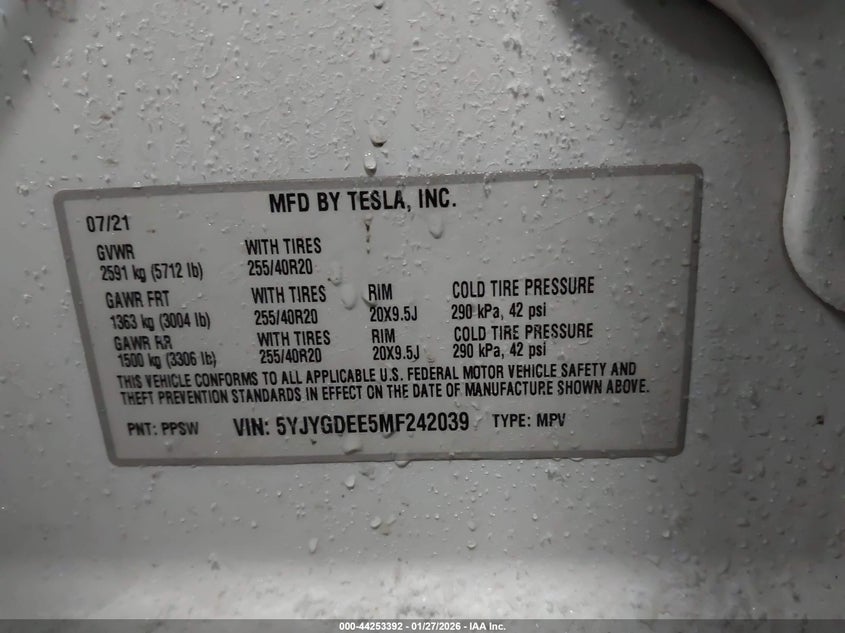 MFD BY TESLA, INC.
07/21
GVWR WITH TIRES
2591 kg (5712 lb) 255/40R20
GAWR FRT WITH TIRES RIM COLD TIRE PRESSURE
1363 kg (3004 lb) 255/40R20 20X9.5J 290 kPa, 42 psi
GAWR RR WITH TIRES RIM COLD TIRE PRESSURE
1500 kg (3306 lb) 255/40R20 20X9.5J 290 kPa, 42 psi
THIS VEHICLE CONFORMS TO ALL APPLICABLE U.S. FEDERAL MOTOR VEHICLE SAFETY AND
THEFT PREVENTION STANDARDS IN EFFECT ON THE DATE OF MANUFACTURE SHOWN ABOVE.
PNT: PPSW VIN: 5YJYGDEE5MF242039 TYPE: MPV
000-44253392 - 01/27/2026 - IAA Inc.